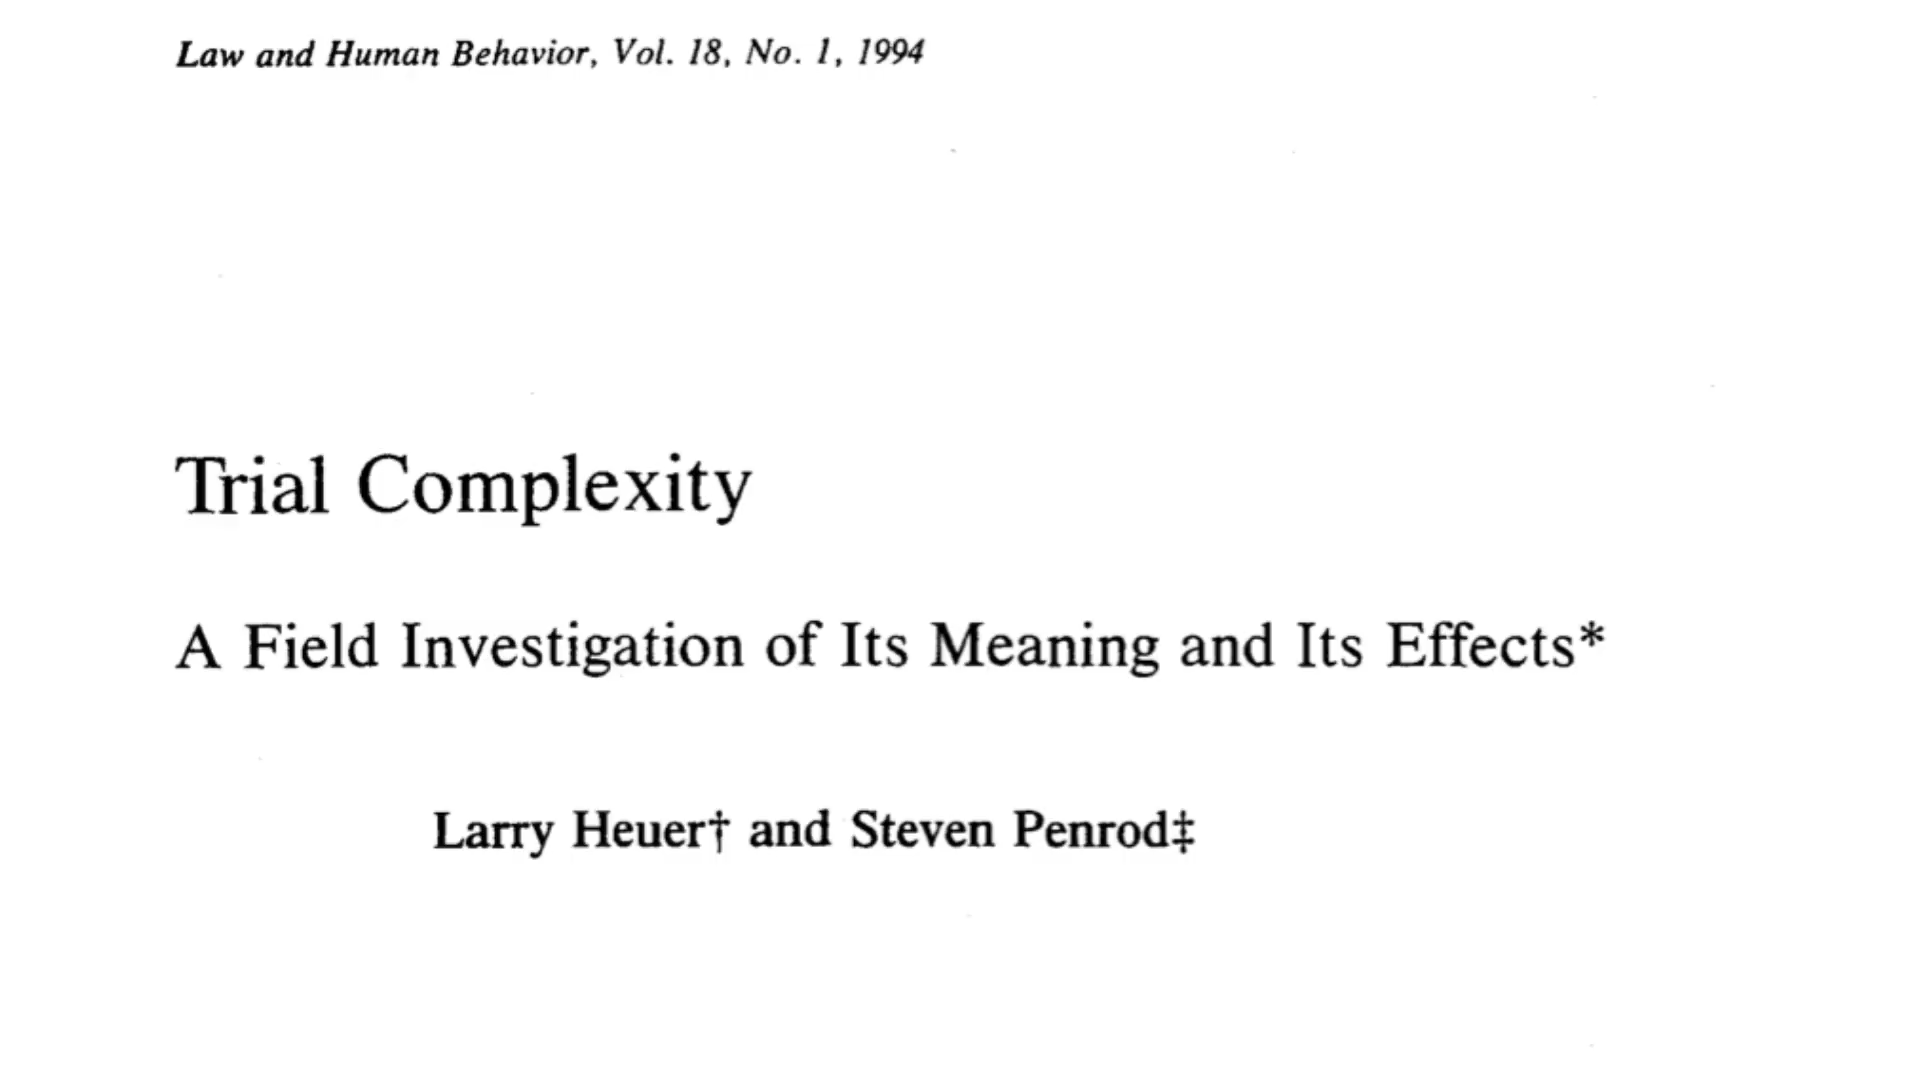 Law and Human Behavior, Vol. 18, No. 1, 1994
Trial Complexity
A Field Investigation of Its Meaning and Its Effects*
Larry Heuer† and Steven Penrod‡